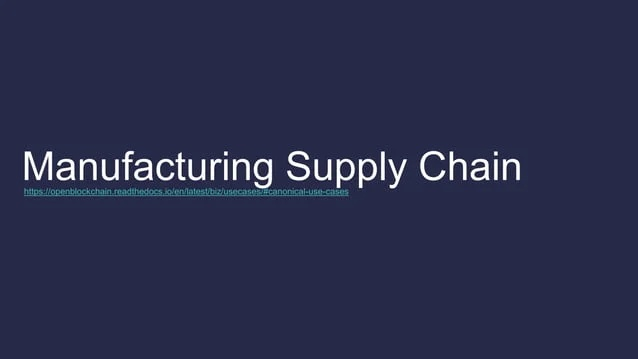 Manufacturing Supply Chain
https://openblockchain.readthedocs.io/en/latest/biz/usecases/#canonical-use-cases